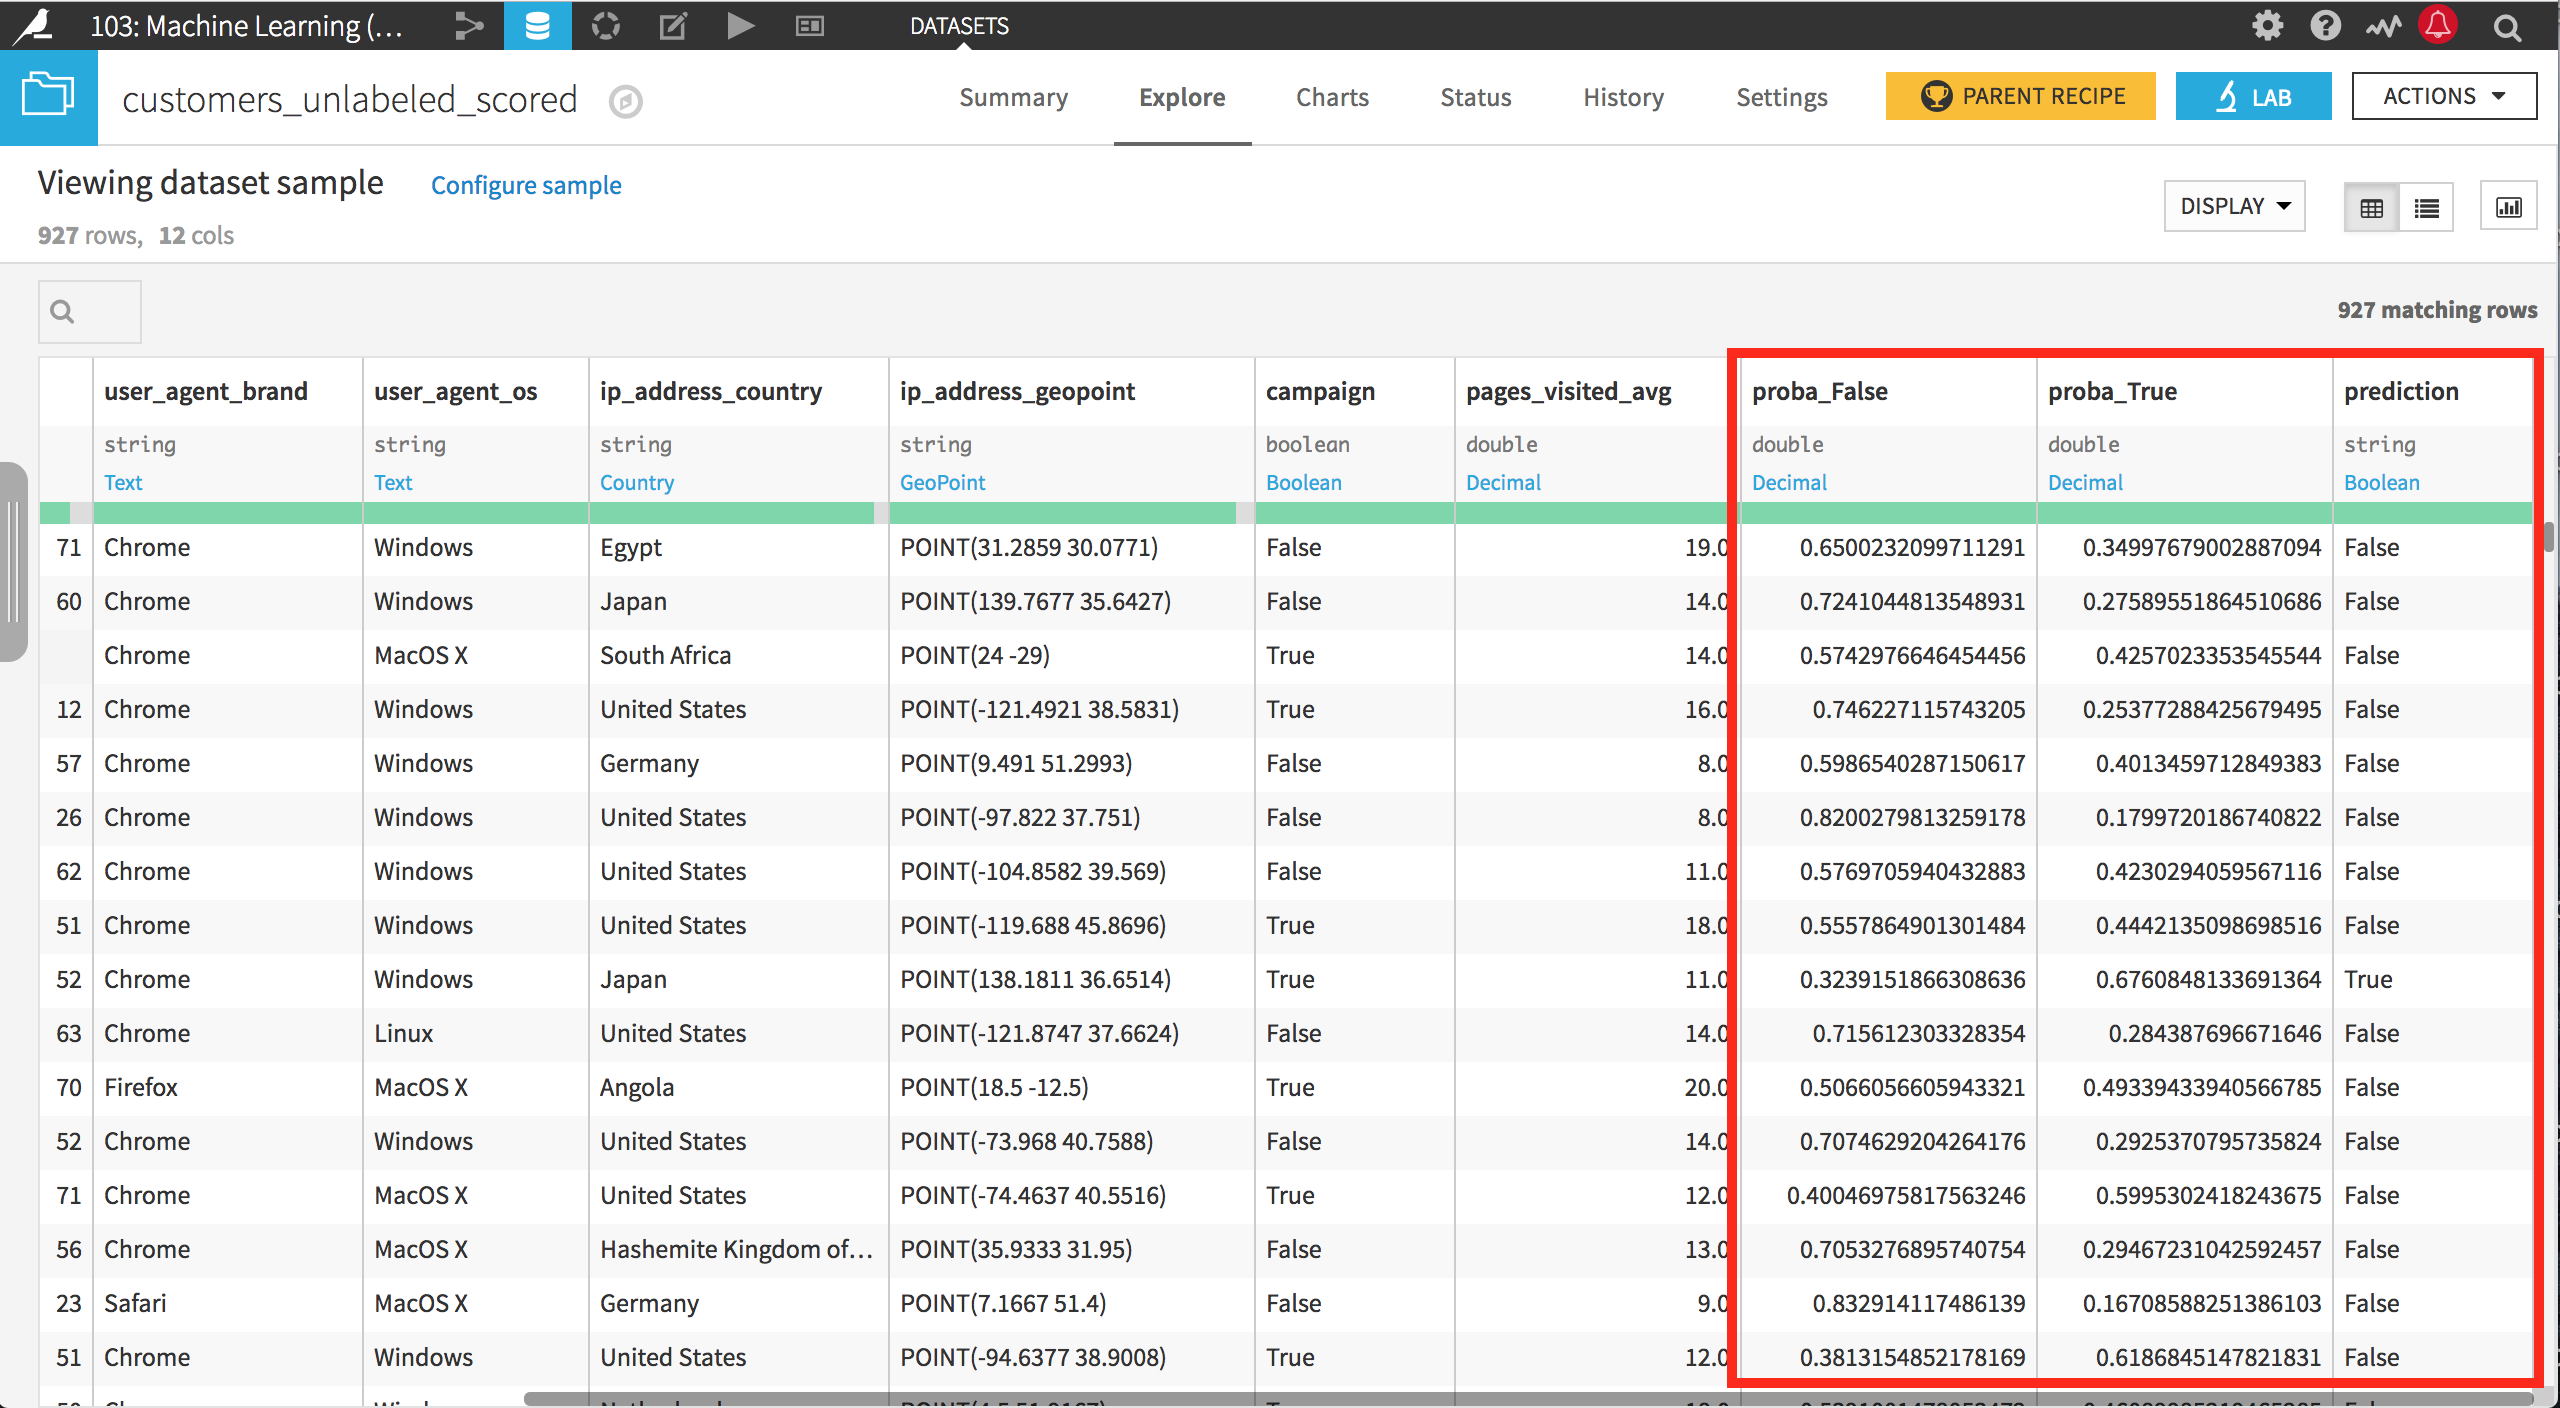 103: Machine Learning (... DATASETS
customers_unlabeled_scored Summary Explore Charts Status History Settings PARENT RECIPE LAB ACTIONS
Viewing dataset sample Configure sample DISPLAY
927 rows, 12 cols
927 matching rows
user_agent_brand user_agent_os ip_address_country ip_address_geopoint campaign pages_visited_avg proba_False proba_True prediction
string string string string boolean double double double string
Text Text Country GeoPoint Boolean Decimal Decimal Decimal Boolean
71 Chrome Windows Egypt POINT(31.2859 30.0771) False 19.0 0.6500232099711291 0.34997679002887094 False
60 Chrome Windows Japan POINT(139.7677 35.6427) False 14.0 0.7241044813548931 0.27589551864510686 False
Chrome MacOS X South Africa POINT(24 -29) True 14.0 0.5742976646454456 0.4257023353545544 False
12 Chrome Windows United States POINT(-121.4921 38.5831) True 16.0 0.746227115743205 0.25377288425679495 False
57 Chrome Windows Germany POINT(9.491 51.2993) False 8.0 0.5986540287150617 0.4013459712849383 False
26 Chrome Windows United States POINT(-97.822 37.751) False 8.0 0.8200279813259178 0.1799720186740822 False
62 Chrome Windows United States POINT(-104.8582 39.569) False 11.0 0.5769705940432883 0.4230294059567116 False
51 Chrome Windows United States POINT(-119.688 45.8696) True 18.0 0.5557864901301484 0.4442135098698516 False
52 Chrome Windows Japan POINT(138.1811 36.6514) True 11.0 0.3239151866308636 0.6760848133691364 True
63 Chrome Linux United States POINT(-121.8747 37.6624) False 14.0 0.715612303328354 0.284387696671646 False
70 Firefox MacOS X Angola POINT(18.5 -12.5) True 20.0 0.5066056605943321 0.49339433940566785 False
52 Chrome Windows United States POINT(-73.968 40.7588) False 14.0 0.7074629204264176 0.2925370795735824 False
71 Chrome MacOS X United States POINT(-74.4637 40.5516) True 12.0 0.40046975817563246 0.5995302418243675 False
56 Chrome MacOS X Hashemite Kingdom of... POINT(35.9333 31.95) False 13.0 0.7053276895740754 0.29467231042592457 False
23 Safari MacOS X Germany POINT(7.1667 51.4) False 9.0 0.832914117486139 0.16708588251386103 False
51 Chrome Windows United States POINT(-94.6377 38.9008) True 12.0 0.3813154852178169 0.6186845147821831 False